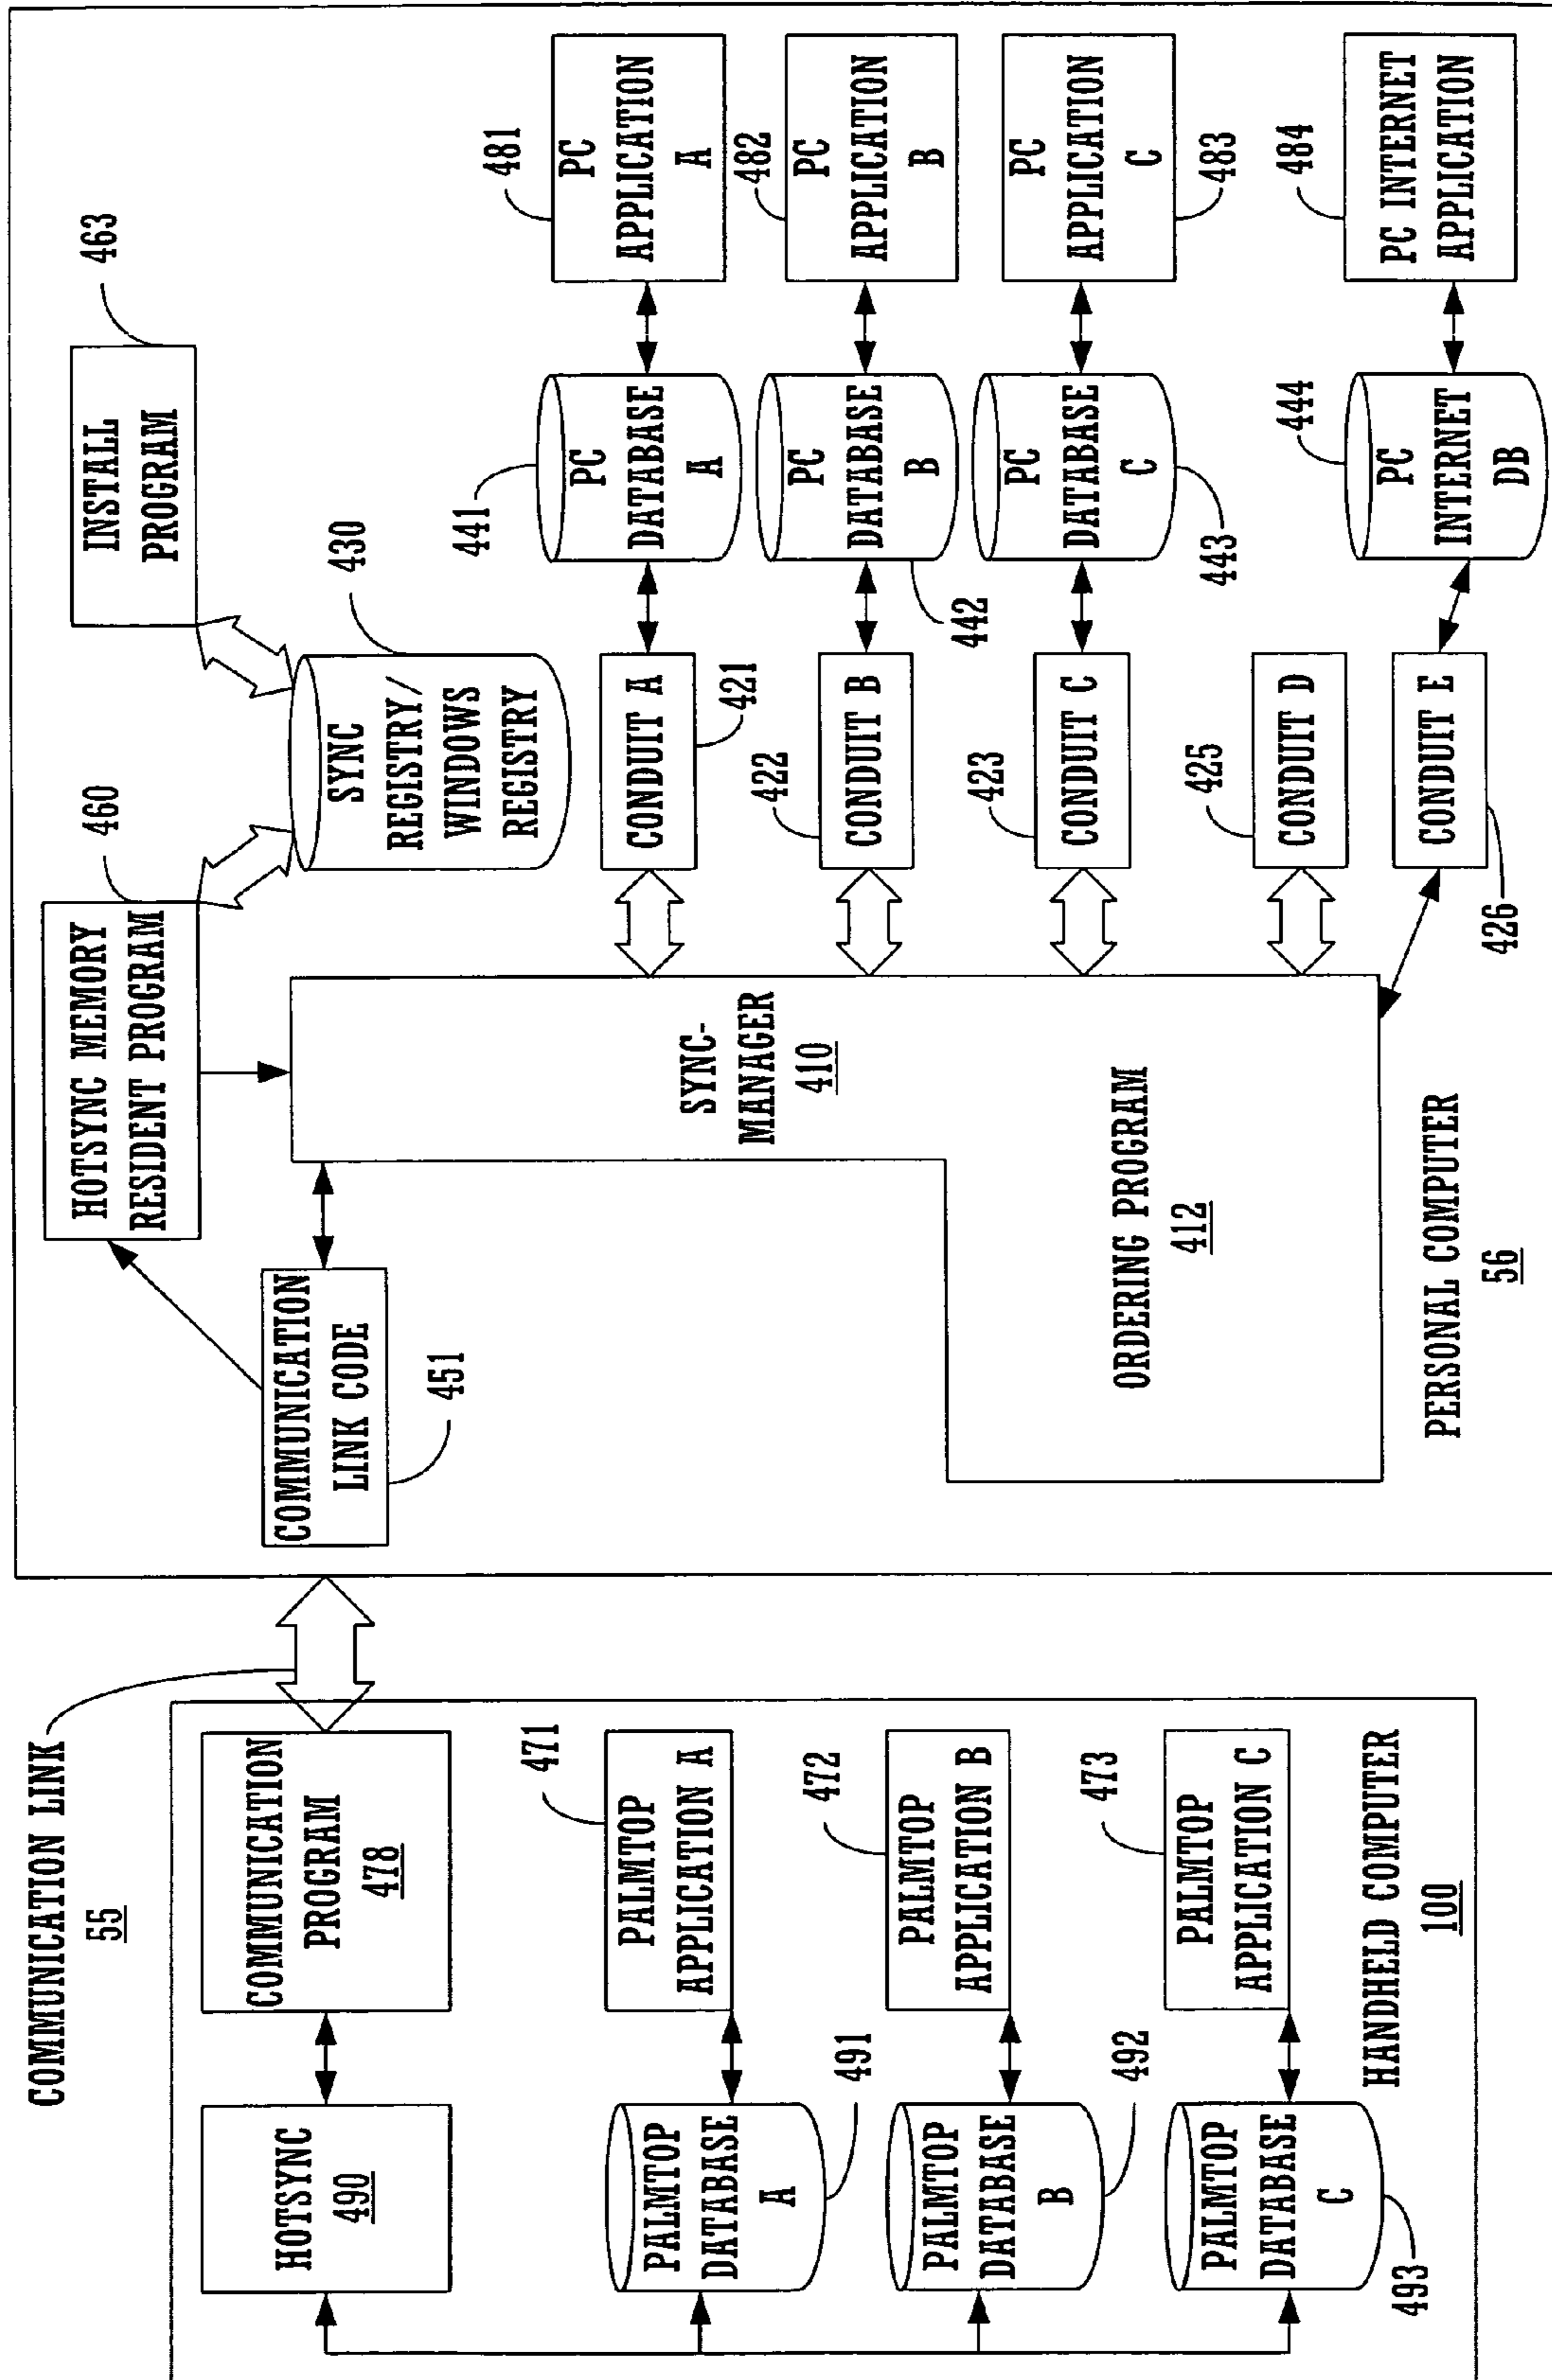 COMMUNICATION LINK
55
HOTSYNC
490
COMMUNICATION
PROGRAM
478
PALMTOP
DATABASE
A
491
PALMTOP
APPLICATION A
471
PALMTOP
DATABASE
B
492
PALMTOP
APPLICATION B
472
PALMTOP
DATABASE
C
493
PALMTOP
APPLICATION C
473
HANDHELD COMPUTER
100
COMMUNICATION
LINK CODE
451
HOTSYNC MEMORY
RESIDENT PROGRAM
460
INSTALL
PROGRAM
463
SYNC
REGISTRY/
WINDOWS
REGISTRY
430
SYNC-
MANAGER
410
ORDERING PROGRAM
412
CONDUIT A
421
PC
DATABASE
A
441
PC
APPLICATION
A
481
CONDUIT B
422
PC
DATABASE
B
442
PC
APPLICATION
B
482
CONDUIT C
423
PC
DATABASE
C
443
PC
APPLICATION
C
483
CONDUIT D
425
CONDUIT E
426
PC
INTERNET
DB
444
PC INTERNET
APPLICATION
484
PERSONAL COMPUTER
56